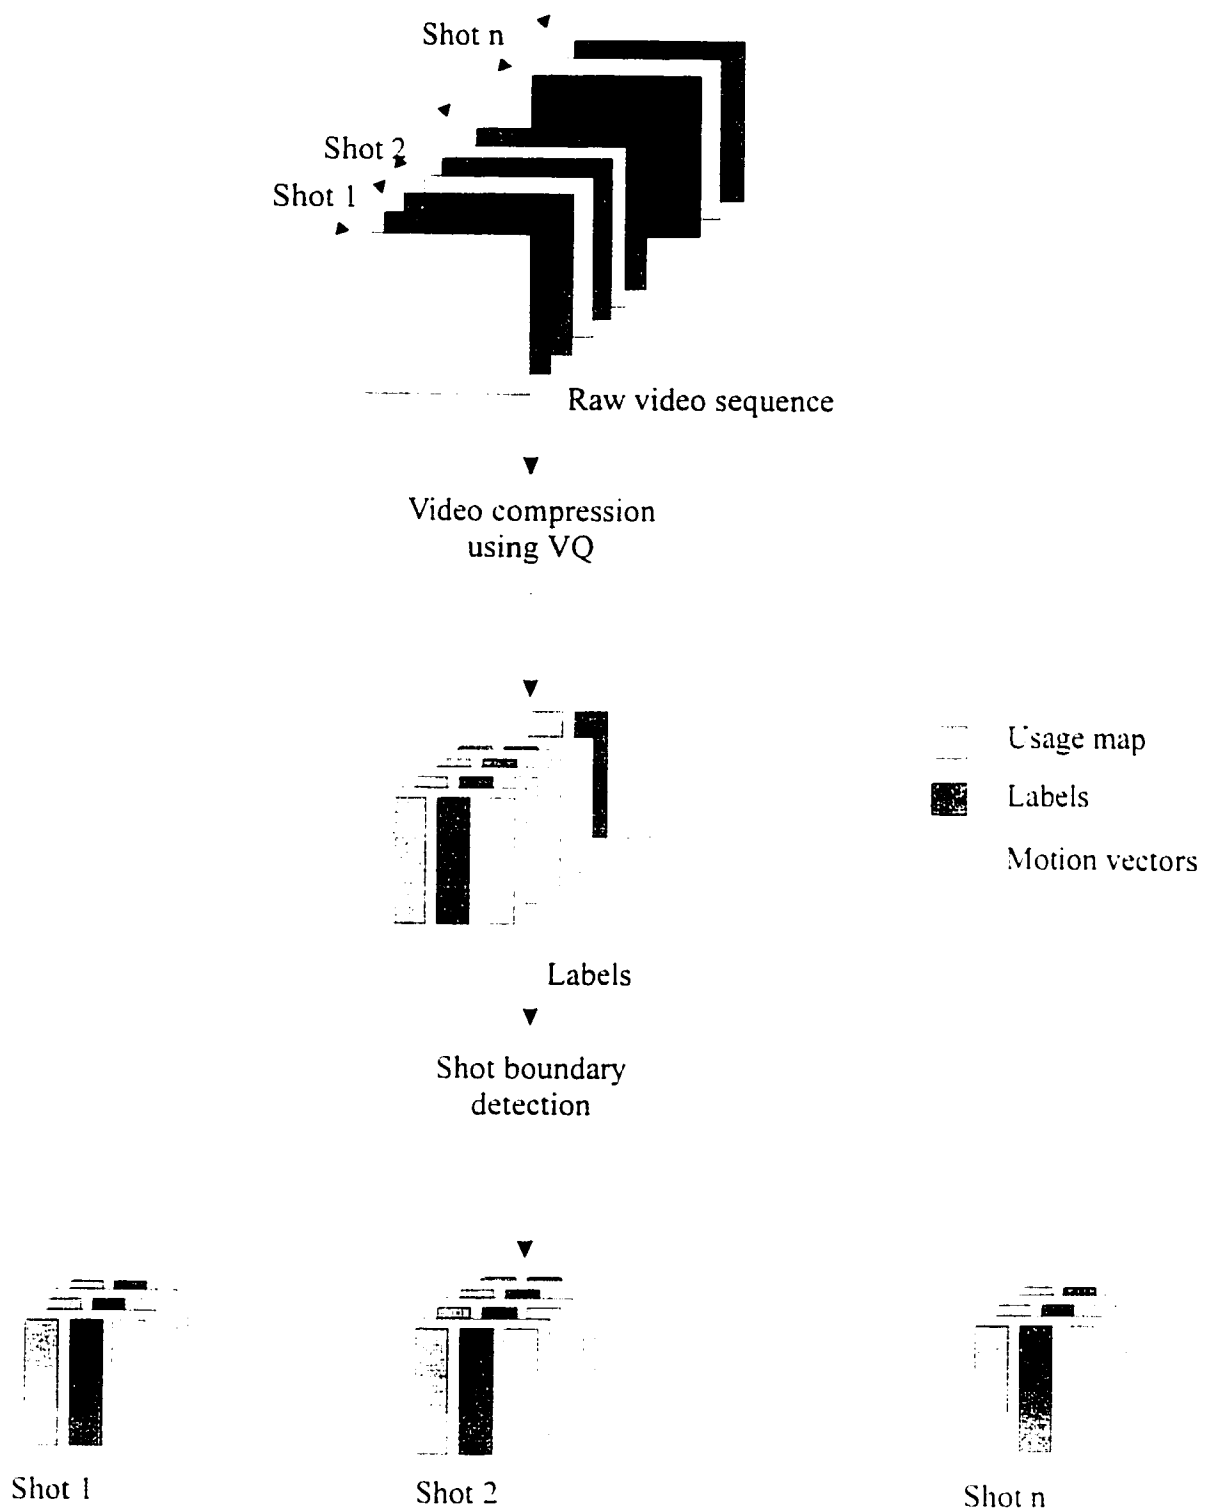 Shot n
Shot 2
Shot 1
Raw video sequence
Video compression
using VQ
Usage map
Labels
Motion vectors
Labels
Shot boundary
detection
Shot 1
Shot 2
Shot n